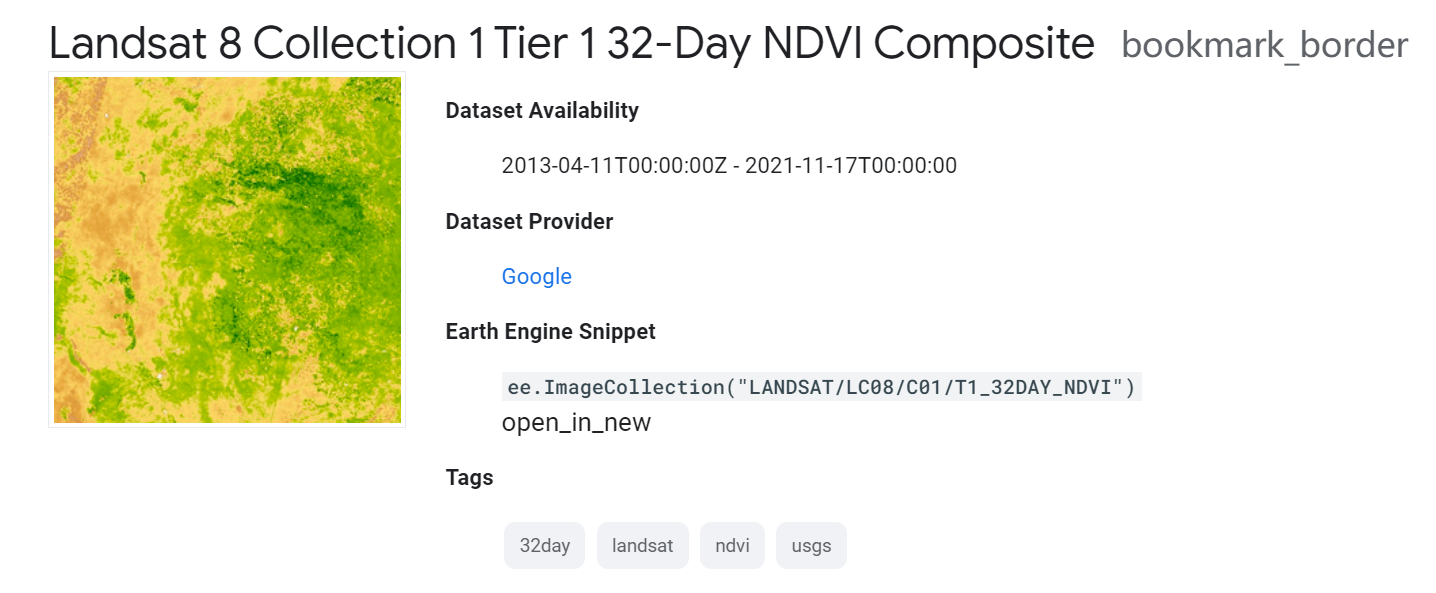 Landsat 8 Collection 1 Tier 1 32-Day NDVI Composite bookmark_border
Dataset Availability
2013-04-11T00:00:00Z - 2021-11-17T00:00:00
Dataset Provider
Google
Earth Engine Snippet
ee.ImageCollection("LANDSAT/LC08/C01/T1_32DAY_NDVI")
open_in_new
Tags
32day landsat ndvi usgs